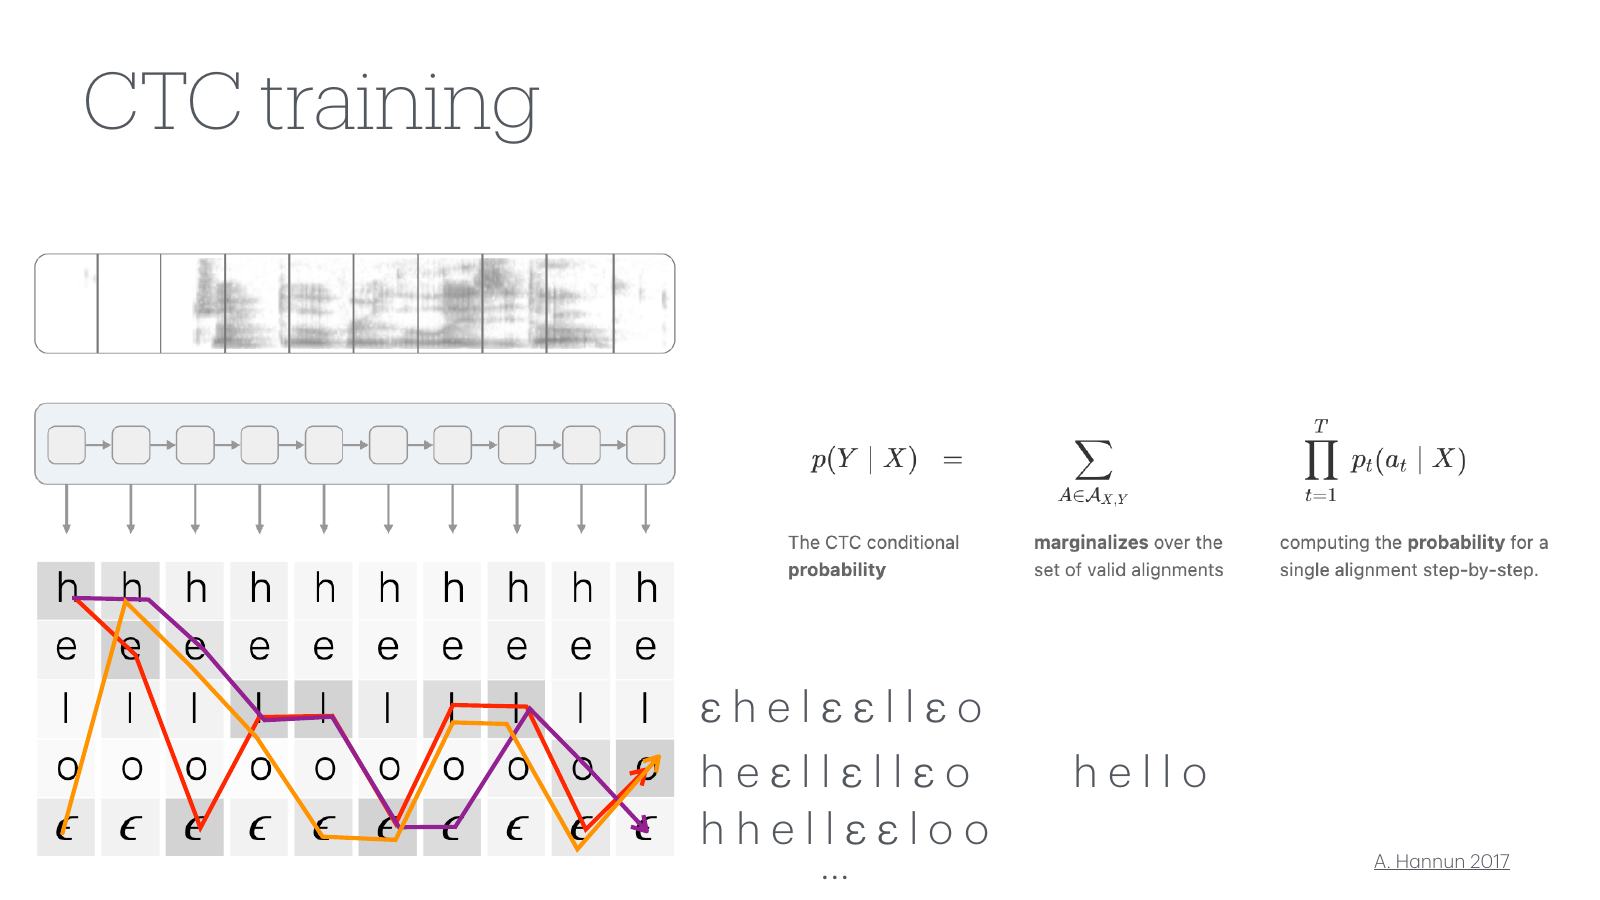 CTC training
p(Y | X) = ∑ A∈𝒜X,Y ∏ T t=1 pt(at | X)
The CTC conditional probability
marginalizes over the set of valid alignments
computing the probability for a single alignment step-by-step.
h h h h h h h h h h
e e e e e e e e e e
l l l l l l l l l l
o o o o o o o o o o
ϵ ϵ ϵ ϵ ϵ ϵ ϵ ϵ ϵ ϵ
ε h e l ε ε l l ε o
h e ε l l ε l l ε o
h e l l o
h h e l l ε ε l o o
...
A. Hannun 2017